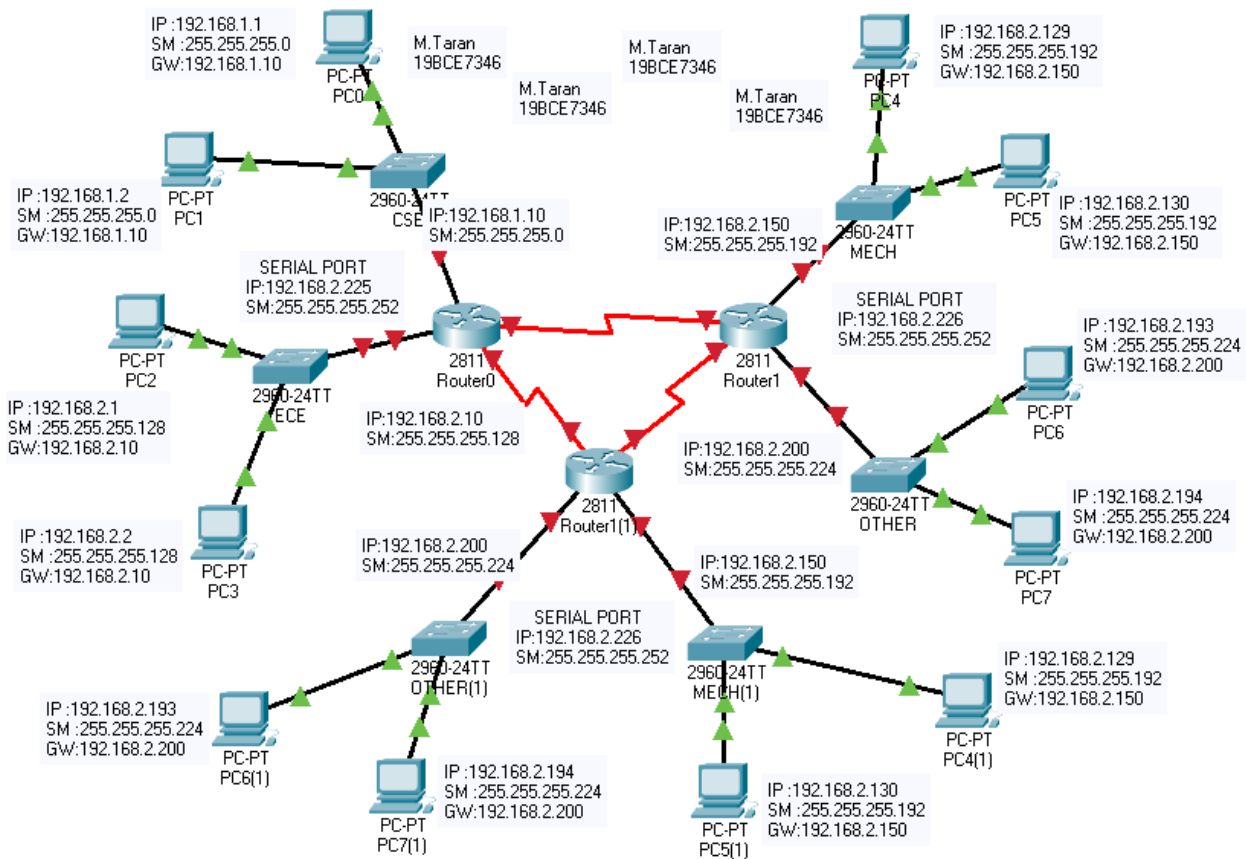 IP :192.168.1.1
SM :255.255.255.0
GW:192.168.1.10
PC-PT
PC0
M.Taran
19BCE7346
M.Taran
19BCE7346
M.Taran
19BCE7346
M.Taran
19BCE7346
IP :192.168.2.129
SM :255.255.255.192
GW:192.168.2.150
PC-PT
PC4
PC-PT
PC1
IP :192.168.1.2
SM :255.255.255.0
GW:192.168.1.10
2960-24TT
CSE
IP:192.168.1.10
SM:255.255.255.0
IP:192.168.2.150
SM:255.255.255.192
2960-24TT
MECH
PC-PT
PC5
IP :192.168.2.130
SM :255.255.255.192
GW:192.168.2.150
SERIAL PORT
IP:192.168.2.225
SM:255.255.255.252
PC-PT
PC2
2960-24TT
ECE
2811
Router0
2811
Router1
SERIAL PORT
IP:192.168.2.226
SM:255.255.255.252
IP :192.168.2.193
SM :255.255.255.224
GW:192.168.2.200
PC-PT
PC6
IP :192.168.2.1
SM :255.255.255.128
GW:192.168.2.10
IP:192.168.2.10
SM:255.255.255.128
IP:192.168.2.200
SM:255.255.255.224
2811
Router1(1)
2960-24TT
OTHER
IP :192.168.2.194
SM :255.255.255.224
GW:192.168.2.200
PC-PT
PC7
IP :192.168.2.2
SM :255.255.255.128
GW:192.168.2.10
PC-PT
PC3
IP:192.168.2.200
SM:255.255.255.224
IP:192.168.2.150
SM:255.255.255.192
SERIAL PORT
IP:192.168.2.226
SM:255.255.255.252
2960-24TT
OTHER(1)
2960-24TT
MECH(1)
IP :192.168.2.129
SM :255.255.255.192
GW:192.168.2.150
PC-PT
PC4(1)
IP :192.168.2.193
SM :255.255.255.224
GW:192.168.2.200
PC-PT
PC6(1)
IP :192.168.2.194
SM :255.255.255.224
GW:192.168.2.200
PC-PT
PC7(1)
IP :192.168.2.130
SM :255.255.255.192
GW:192.168.2.150
PC-PT
PC5(1)